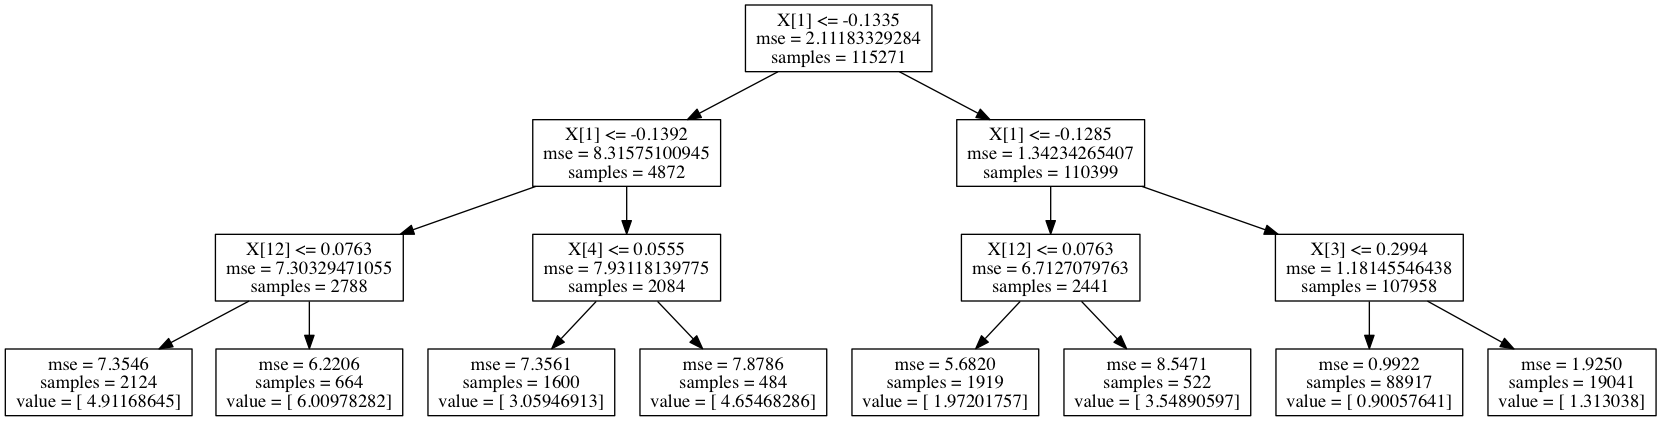 X[1] <= -0.1335
mse = 2.11183329284
samples = 115271
X[1] <= -0.1392
mse = 8.31575100945
samples = 4872
X[1] <= -0.1285
mse = 1.34234265407
samples = 110399
X[12] <= 0.0763
mse = 7.30329471055
samples = 2788
X[4] <= 0.0555
mse = 7.93118139775
samples = 2084
X[12] <= 0.0763
mse = 6.7127079763
samples = 2441
X[3] <= 0.2994
mse = 1.18145546438
samples = 107958
mse = 7.3546
samples = 2124
value = [ 4.91168645]
mse = 6.2206
samples = 664
value = [ 6.00978282]
mse = 7.3561
samples = 1600
value = [ 3.05946913]
mse = 7.8786
samples = 484
value = [ 4.65468286]
mse = 5.6820
samples = 1919
value = [ 1.97201757]
mse = 8.5471
samples = 522
value = [ 3.54890597]
mse = 0.9922
samples = 88917
value = [ 0.90057641]
mse = 1.9250
samples = 19041
value = [ 1.313038]